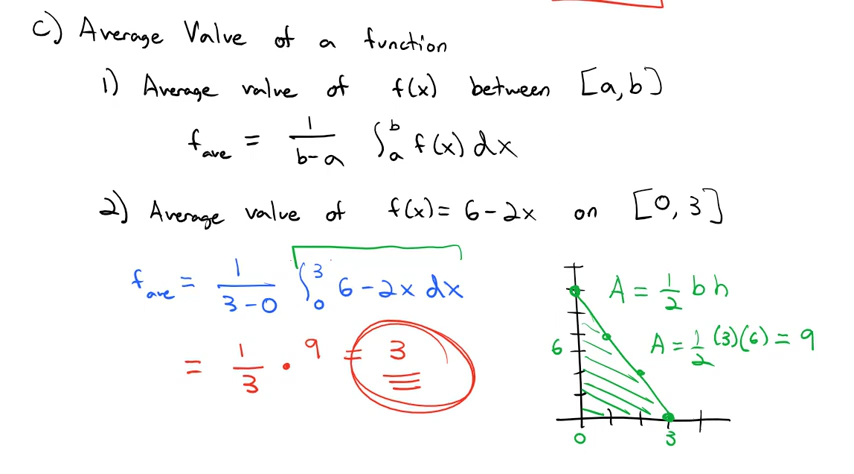 c) Average Value of a function
1) Average value of f(x) between [a,b]
f_ave = 1/(b-a) ∫_a^b f(x) dx
2) Average value of f(x) = 6-2x on [0,3]
f_ave = 1/(3-0) ∫_0^3 6-2x dx
= 1/3 · 9 = 3
A = 1/2 bh
A = 1/2 (3)(6) = 9
6
0 3